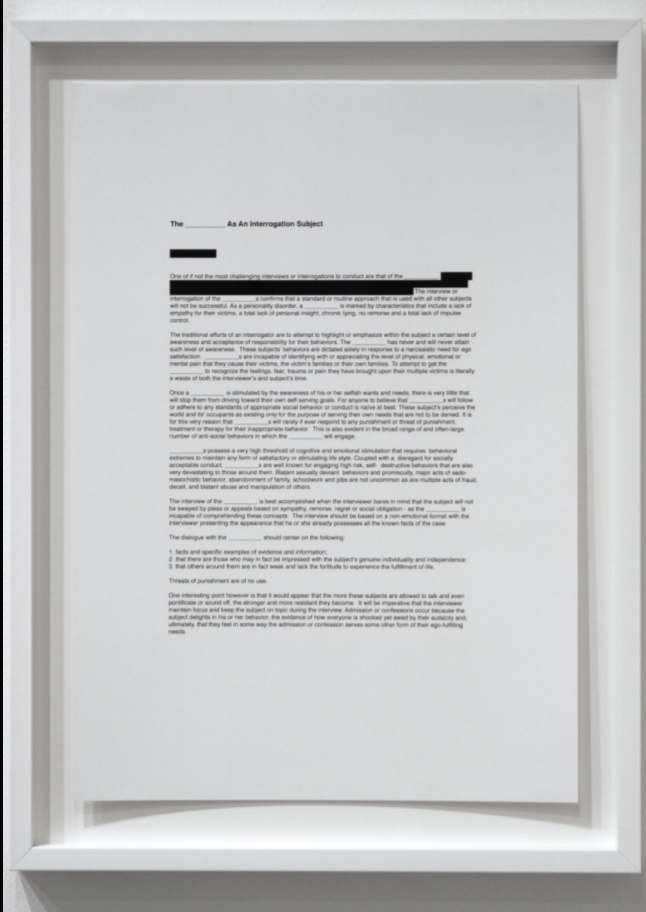 The _________ As An Interrogation Subject
One of if not the most challenging interviews or interrogations to conduct are that of the _________
The interview or
interrogation of the _________s confirms that a standard or routine approach that is used with all other subjects
will not be successful. As a personality disorder, a _________ is marked by characteristics that include a lack of
empathy for their victims, a total lack of personal insight, chronic lying, no remorse and a total lack of impulse
control.
The traditional efforts of an interrogator are to attempt to highlight or emphasize within the subject a certain level of
awareness and acceptance of responsibility for their behaviors. The _________ has never and will never attain
such level of awareness. These subjects' behaviors are dictated solely in response to a narcissistic need for ego
satisfaction. _________s are incapable of identifying with or appreciating the level of physical, emotional or
mental pain that they cause their victims, the victim's families or their own families. To attempt to get the
_________ to recognize the feelings, fear, trauma or pain they have brought upon their multiple victims is literally
a waste of both the interviewer's and subject's time.
Once a _________ is stimulated by the awareness of his or her selfish wants and needs, there is very little that
will stop them from driving toward their own self-serving goals. For anyone to believe that _________s will follow
or adhere to any standards of appropriate social behavior or conduct is naive at best. These subject's perceive the
world and its' occupants as existing only for the purpose of serving their own needs that are not to be denied. It is
for this very reason that _________s will rarely if ever respond to any punishment or threat of punishment,
treatment or therapy for their inappropriate behavior. This is also evident in the broad range of and often-large
number of anti-social behaviors in which the _________ will engage.
_________s possess a very high threshold of cognitive and emotional stimulation that requires behavioral
extremes to maintain any form of satisfactory or stimulating life style. Coupled with a disregard for socially
acceptable conduct, _________s are well known for engaging high risk, self- destructive behaviors that are also
very devastating to those around them. Blatant sexually deviant behaviors and promiscuity, major acts of sado-
masochistic behavior, abandonment of family, schoolwork and jobs are not uncommon as are multiple acts of fraud,
deceit, and blatant abuse and manipulation of others.
The interview of the _________ is best accomplished when the interviewer bares in mind that the subject will not
be swayed by pleas or appeals based on sympathy, remorse, regret or social obligation - as the _________ is
incapable of comprehending these concepts. The interview should be based on a non-emotional format with the
interviewer presenting the appearance that he or she already possesses all the known facts of the case
The dialogue with the _________ should center on the following:
1. facts and specific examples of evidence and information;
2. that there are those who may in fact be impressed with the subject's genuine individuality and independence;
3. that others around them are in fact weak and lack the fortitude to experience the fulfillment of life.
Threats of punishment are of no use.
One interesting point however is that it would appear that the more these subjects are allowed to talk and even
pontificate or sound off, the stronger and more resistant they become. It will be imperative that the interviewer
maintain focus and keep the subject on topic during the interview. Admission or confessions occur because the
subject delights in his or her behavior, the evidence of how everyone is shocked yet awed by their audacity and,
ultimately, that they feel in some way the admission or confession serves some other form of their ego-fulfilling
needs.